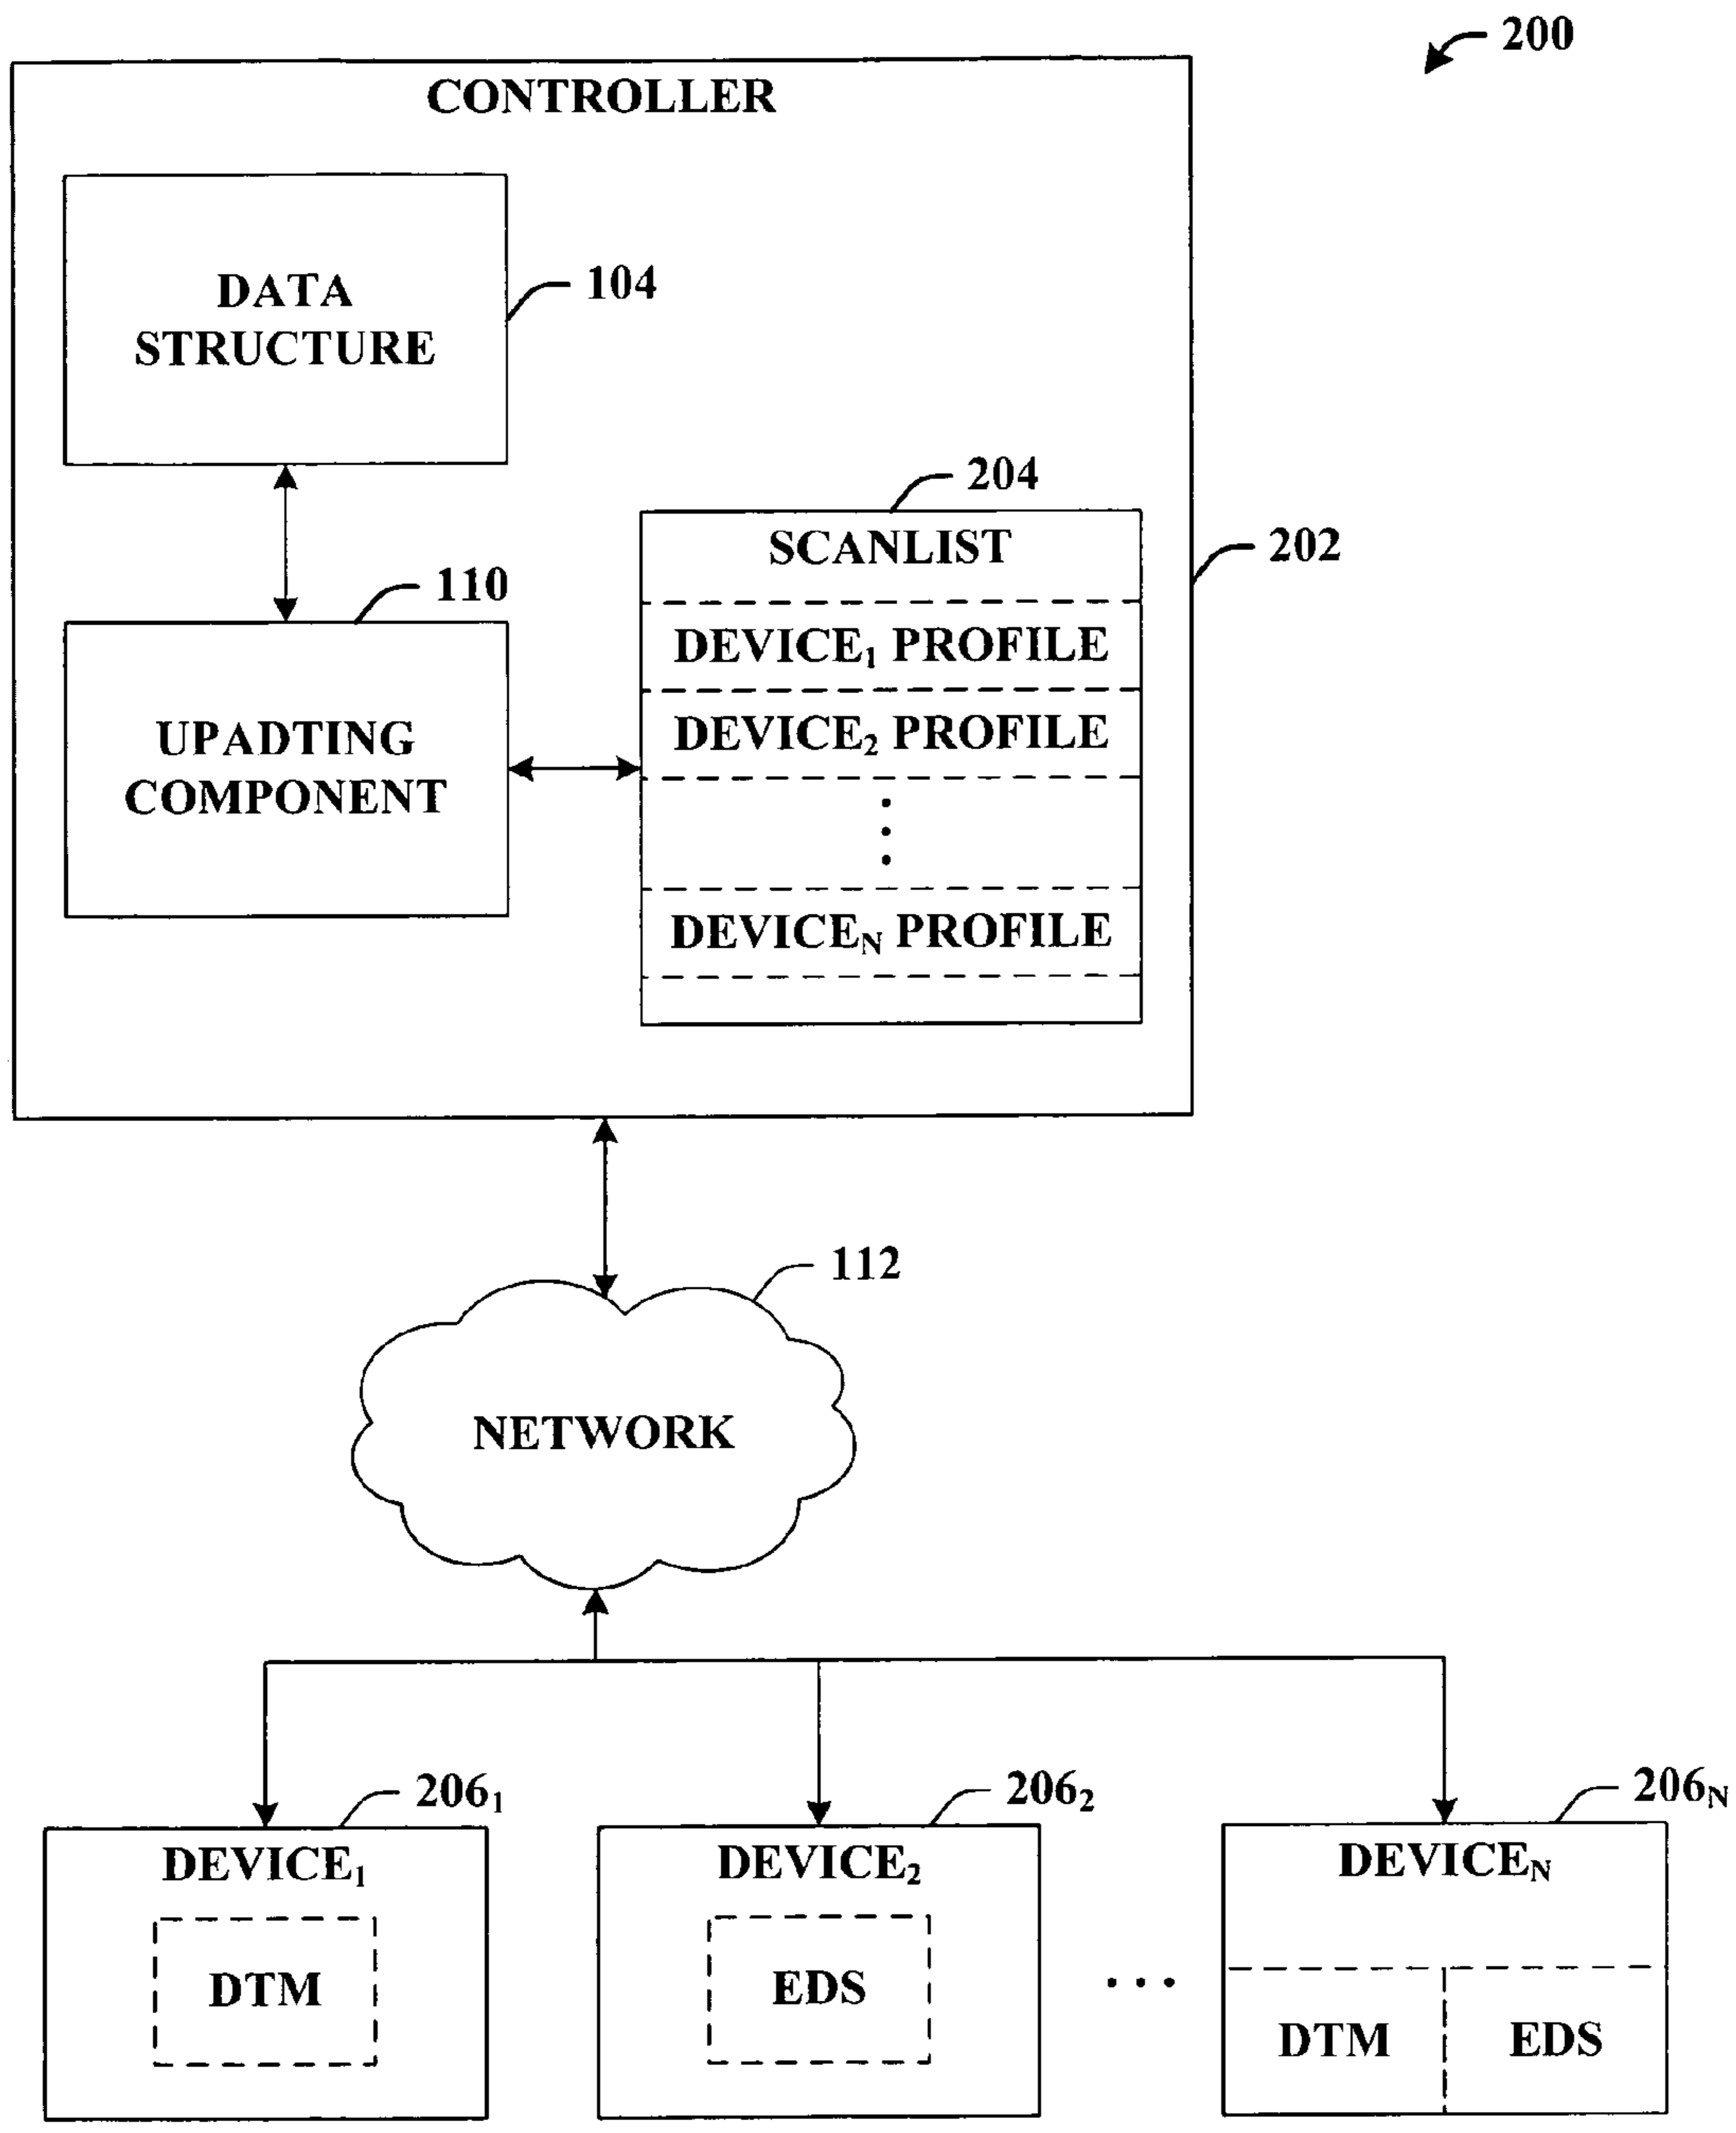 200
CONTROLLER
DATA
STRUCTURE
104
204
SCANLIST
202
110
DEVICE₁ PROFILE
UPADTING
COMPONENT
DEVICE₂ PROFILE
⋮
DEVICEN PROFILE
112
NETWORK
206₁
206₂
206N
DEVICE₁
DEVICE₂
DEVICEN
DTM
EDS
...
DTM
EDS